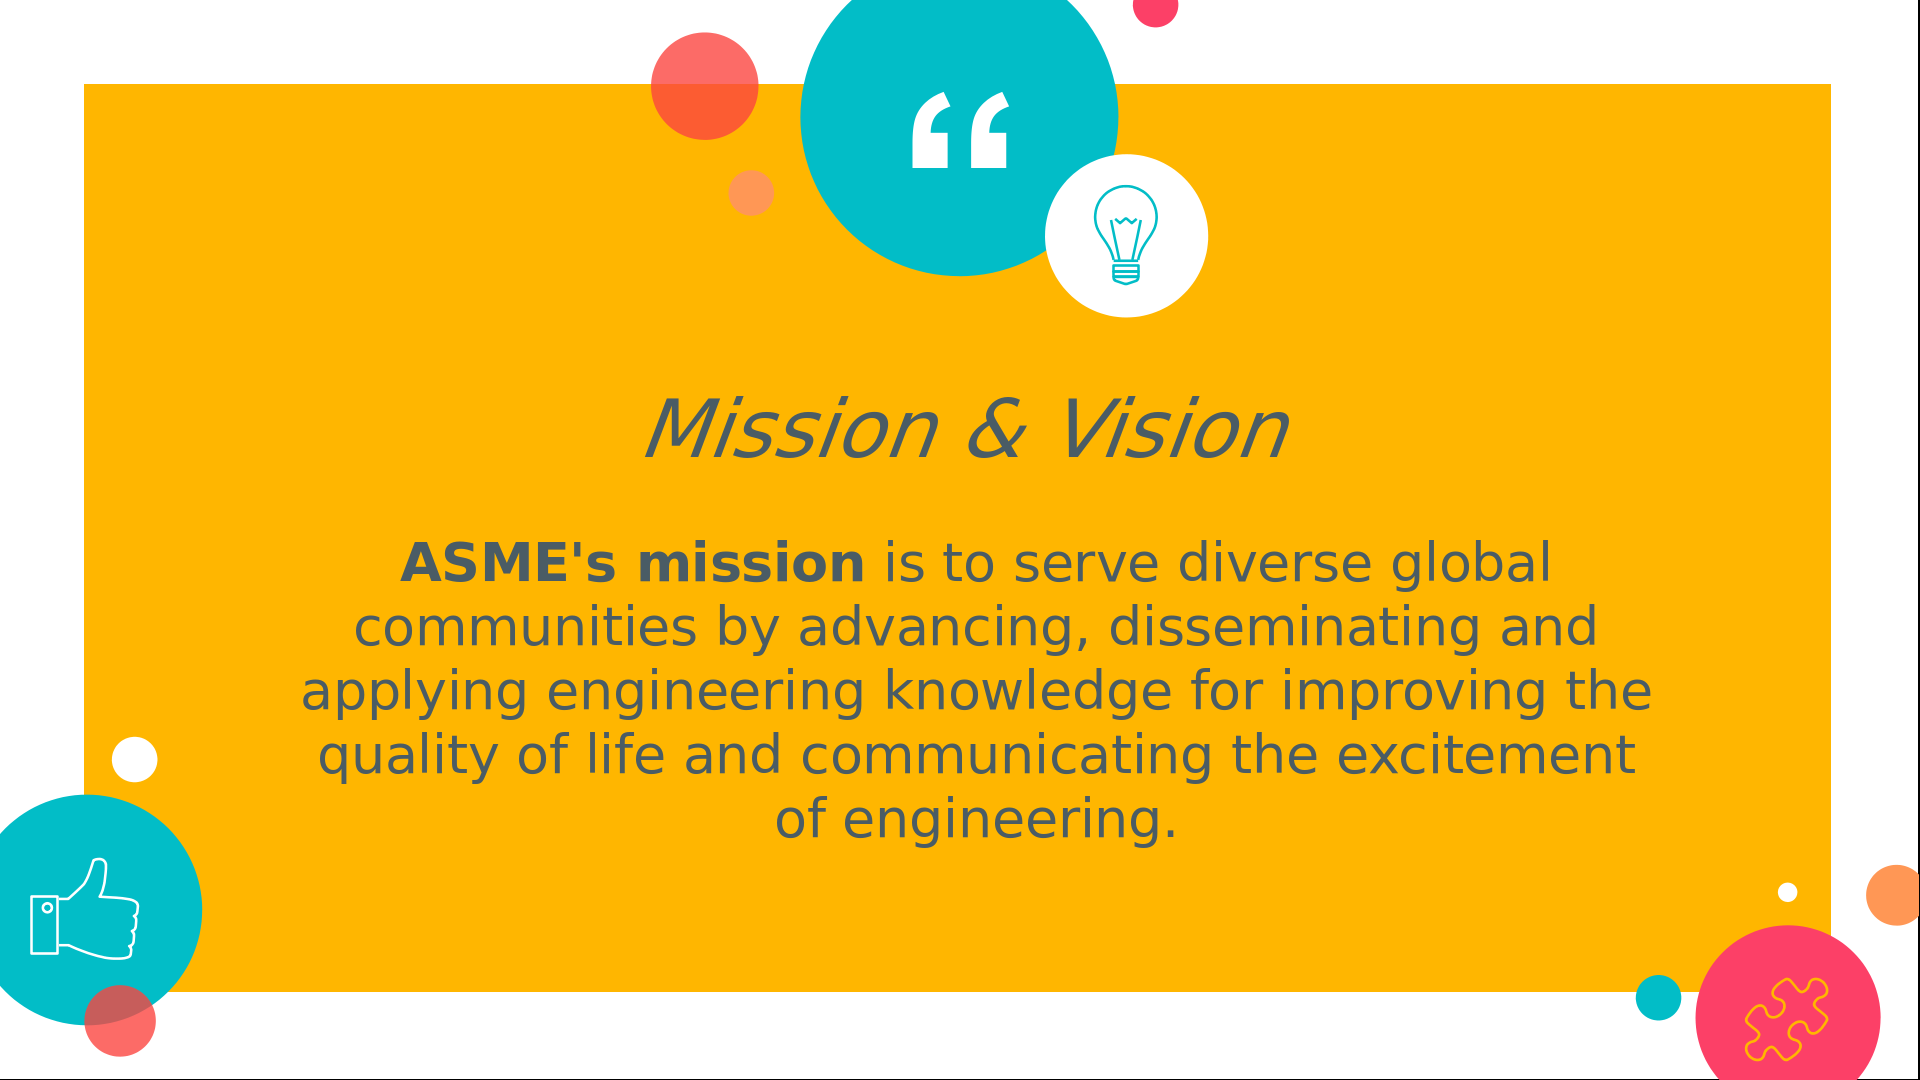 “
Mission & Vision
ASME's mission is to serve diverse global
communities by advancing, disseminating and
applying engineering knowledge for improving the
quality of life and communicating the excitement
of engineering.